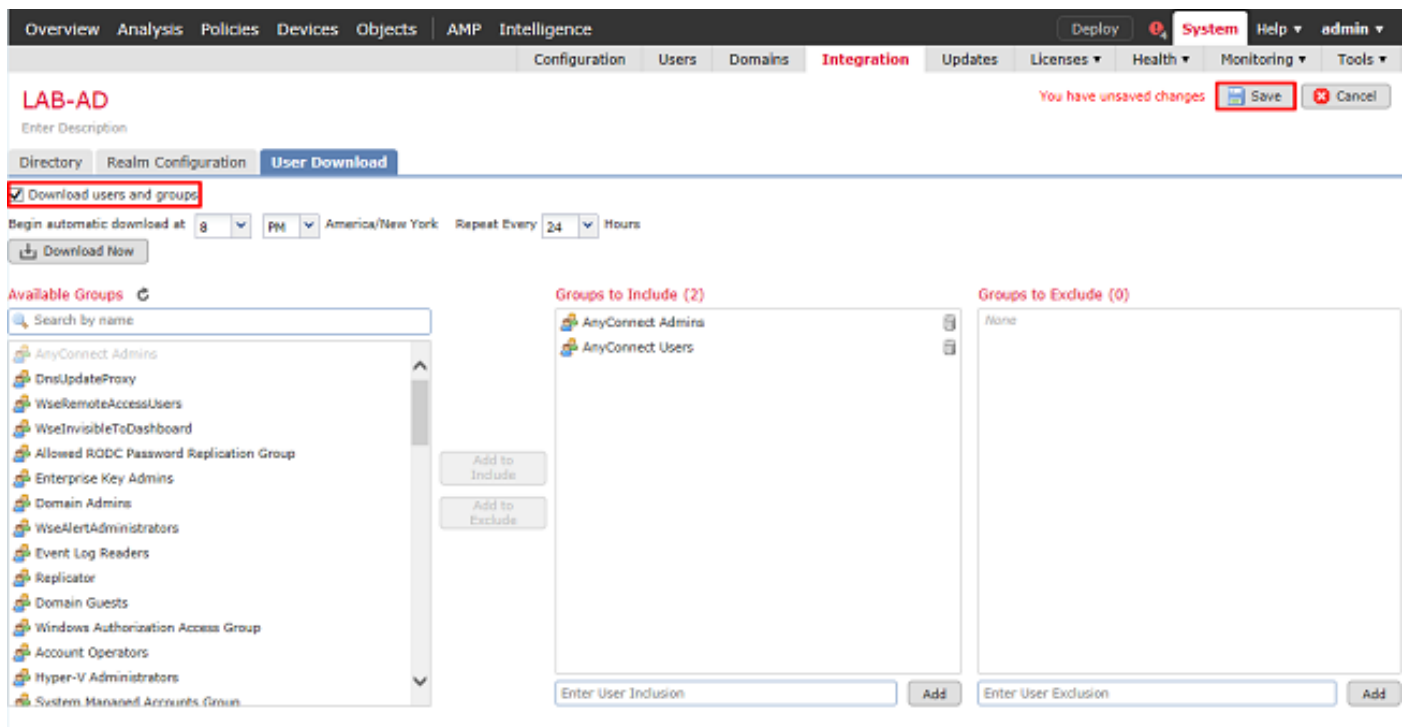 Overview Analysis Policies Devices Objects AMP Intelligence Deploy 4 System Help admin
Configuration Users Domains Integration Updates Licenses Health Monitoring Tools
LAB-AD
You have unsaved changes Save Cancel
Enter Description
Directory Realm Configuration User Download
Download users and groups
Begin automatic download at 8 PM America/New York Repeat Every 24 Hours
Download Now
Available Groups
Search by name
AnyConnect Admins
DnsUpdateProxy
WseRemoteAccessUsers
WseInvisibleToDashboard
Allowed RODC Password Replication Group
Enterprise Key Admins
Domain Admins
WseAlertAdministrators
Event Log Readers
Replicator
Domain Guests
Windows Authorization Access Group
Account Operators
Hyper-V Administrators
System Managed Accounts Group
Add to
Include
Add to
Exclude
Groups to Include (2)
AnyConnect Admins
AnyConnect Users
Enter User Inclusion Add
Groups to Exclude (0)
None
Enter User Exclusion Add